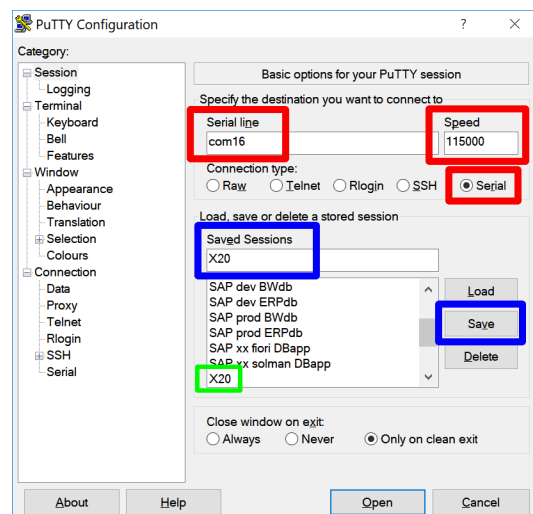 PuTTY Configuration
?
×
Category:
Session
Logging
Terminal
Keyboard
Bell
Features
Window
Appearance
Behaviour
Translation
Selection
Colours
Connection
Data
Proxy
Telnet
Rlogin
SSH
Serial
Basic options for your PuTTY session
Specify the destination you want to connect to
Serial line
Speed
com16
115000
Connection type:
Raw
Telnet
Rlogin
SSH
Serial
Load, save or delete a stored session
Saved Sessions
X20
SAP dev BWdb
SAP dev ERPdb
SAP prod BWdb
SAP prod ERPdb
SAP xx fiori DBapp
SAP xx solman DBapp
X20
Load
Save
Delete
Close window on exit:
Always
Never
Only on clean exit
About
Help
Open
Cancel